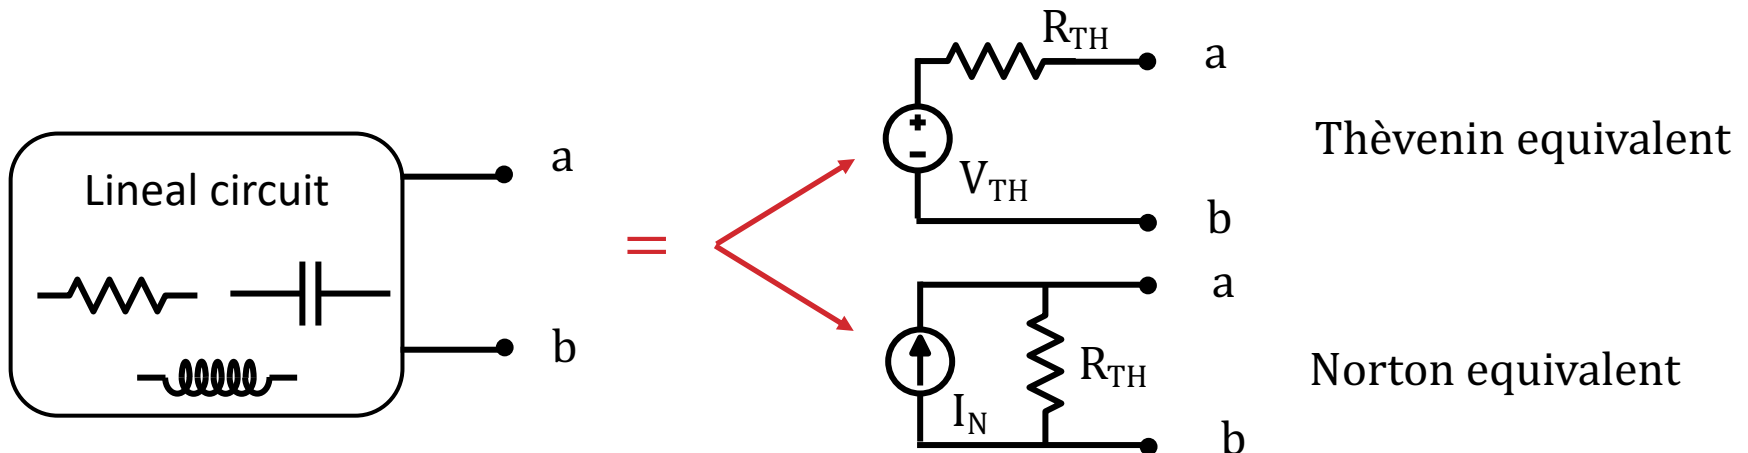 Lineal circuit
a
b
=
R_TH
a
+
-
V_TH
b
Thèvenin equivalent
a
I_N
R_TH
b
Norton equivalent